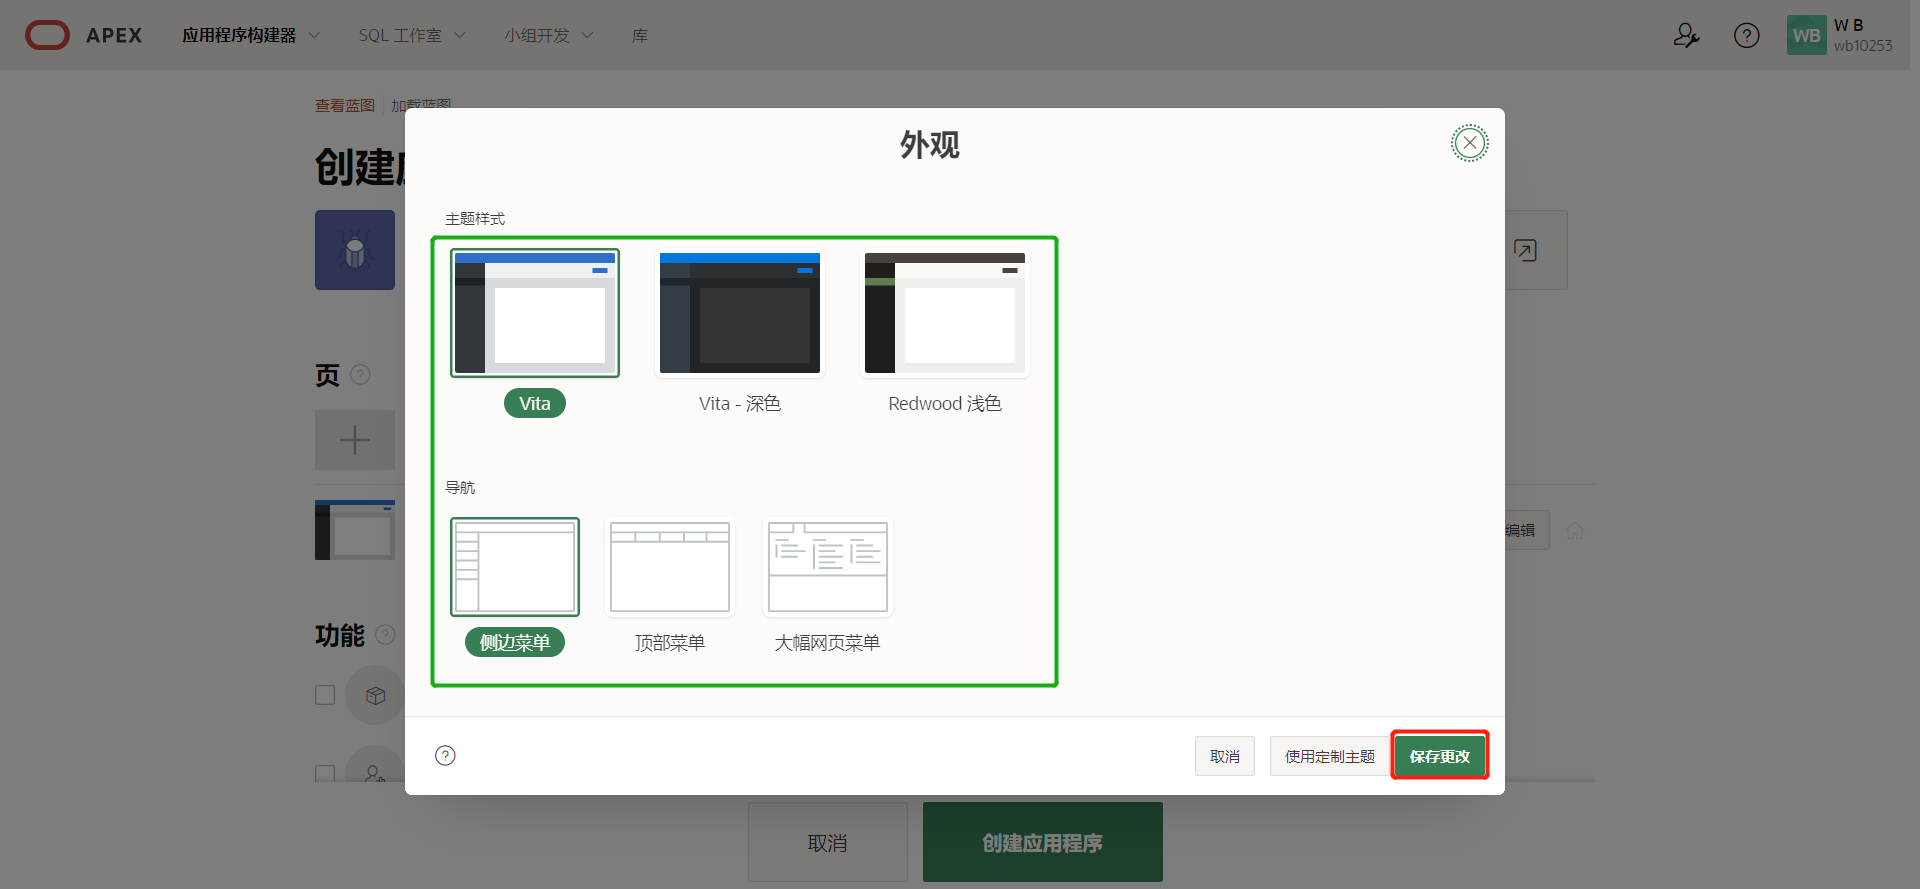 APEX
应用程序构建器
SQL 工作室
小组开发
库
WB
W B
wb10253
查看蓝图
加载蓝图
创建
外观
主题样式
Vita
Vita - 深色
Redwood 浅色
页
导航
编辑
侧边菜单
顶部菜单
大幅网页菜单
功能
取消
使用定制主题
保存更改
取消
创建应用程序